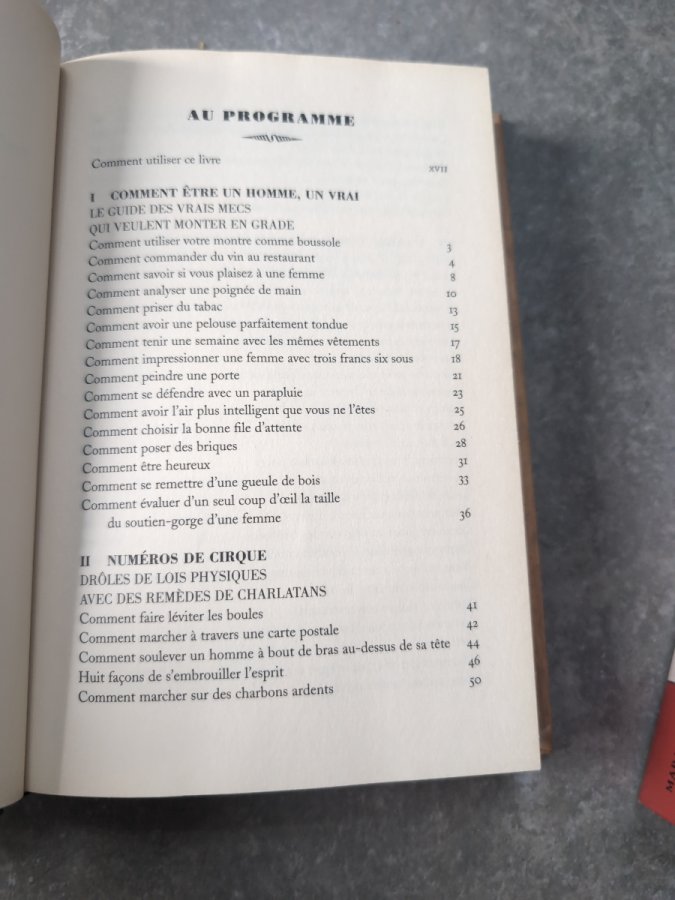 AU PROGRAMME
Comment utiliser ce livre xvii
I COMMENT ÊTRE UN HOMME, UN VRAI
LE GUIDE DES VRAIS MECS
QUI VEULENT MONTER EN GRADE
Comment utiliser votre montre comme boussole 3
Comment commander du vin au restaurant 4
Comment savoir si vous plaisez à une femme 8
Comment analyser une poignée de main 10
Comment priser du tabac 13
Comment avoir une pelouse parfaitement tondue 15
Comment tenir une semaine avec les mêmes vêtements 17
Comment impressionner une femme avec trois francs six sous 18
Comment peindre une porte 21
Comment se défendre avec un parapluie 23
Comment avoir l'air plus intelligent que vous ne l'êtes 25
Comment choisir la bonne file d'attente 26
Comment poser des briques 28
Comment être heureux 31
Comment se remettre d'une gueule de bois 33
Comment évaluer d'un seul coup d'œil la taille
du soutien-gorge d'une femme 36
II NUMÉROS DE CIRQUE
DRÔLES DE LOIS PHYSIQUES
AVEC DES REMÈDES DE CHARLATANS
Comment faire léviter les boules 41
Comment marcher à travers une carte postale 42
Comment soulever un homme à bout de bras au-dessus de sa tête 44
Huit façons de s'embrouiller l'esprit 46
Comment marcher sur des charbons ardents 50